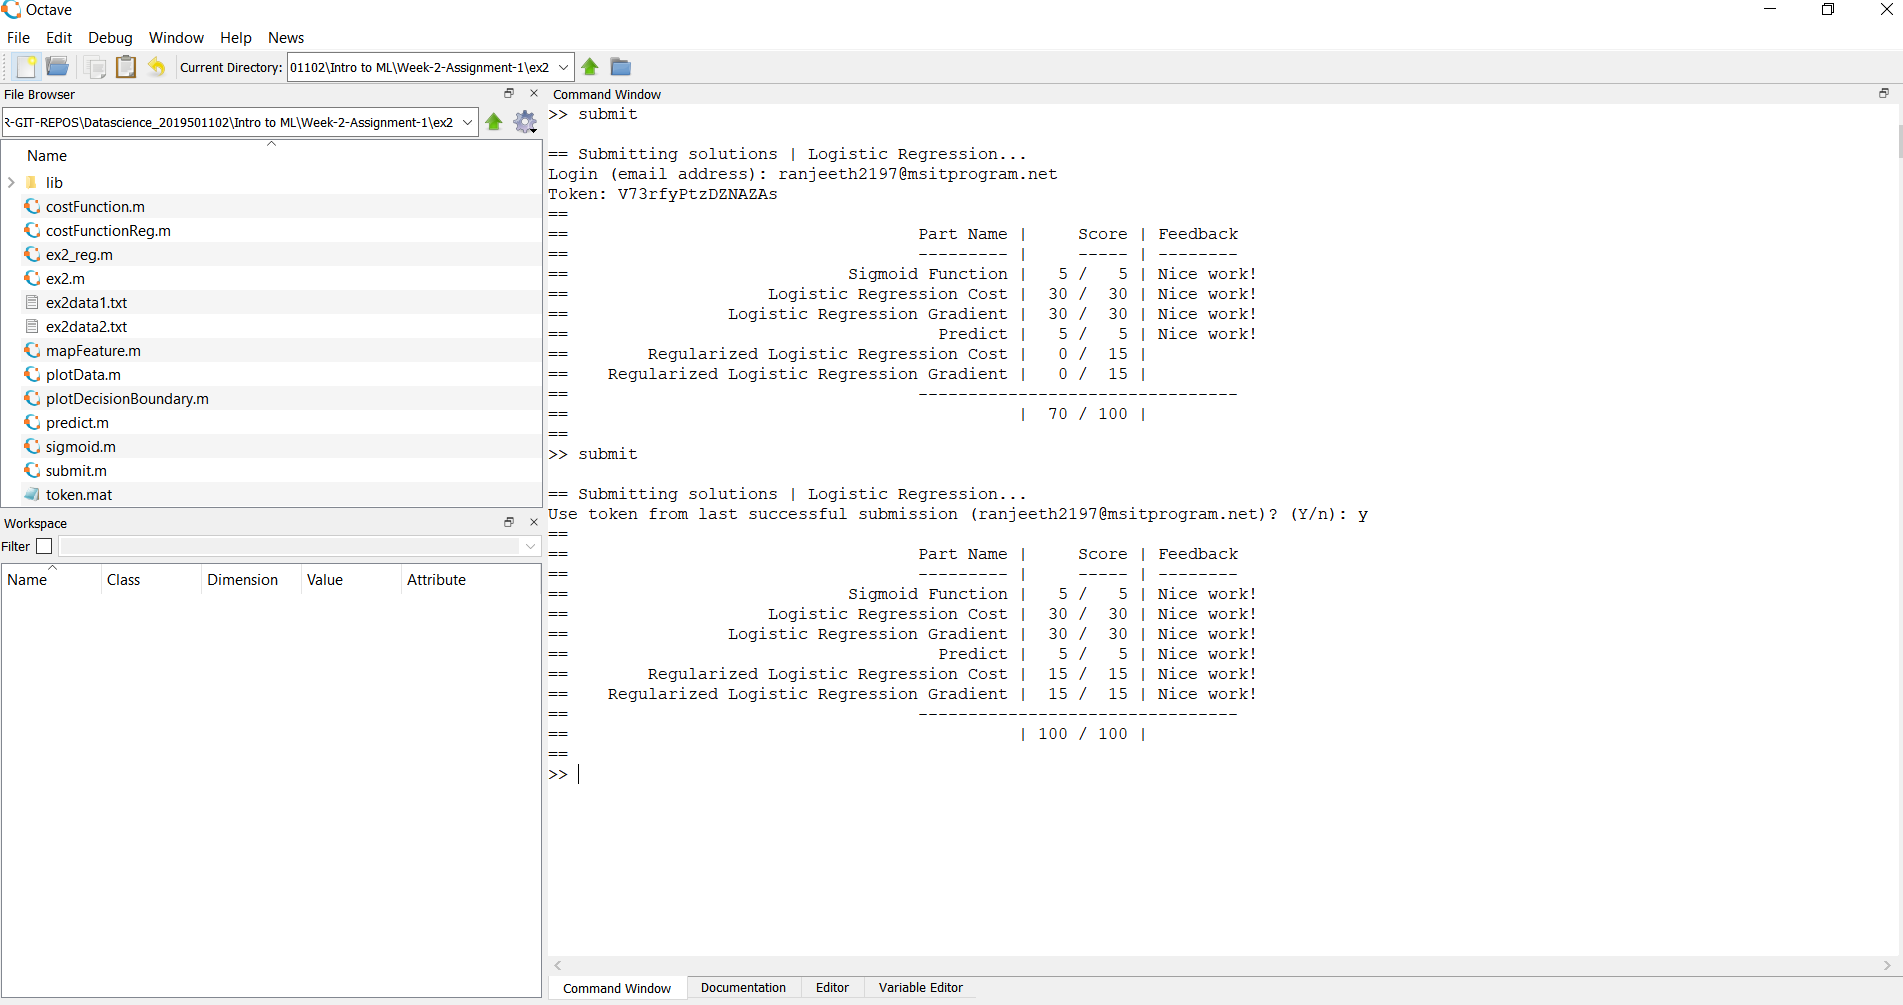 Octave
File Edit Debug Window Help News
Current Directory: 01102\Intro to ML\Week-2-Assignment-1\ex2
File Browser
R-GIT-REPOS\Datascience_2019501102\Intro to ML\Week-2-Assignment-1\ex2
Name
lib
costFunction.m
costFunctionReg.m
ex2_reg.m
ex2.m
ex2data1.txt
ex2data2.txt
mapFeature.m
plotData.m
plotDecisionBoundary.m
predict.m
sigmoid.m
submit.m
token.mat
Workspace
Filter
Name Class Dimension Value Attribute
Command Window
>> submit
== Submitting solutions | Logistic Regression...
Login (email address): ranjeeth2197@msitprogram.net
Token: V73rfyPtzDZNAZAs
==
== Part Name | Score | Feedback
== --------- | ----- | --------
== Sigmoid Function | 5 / 5 | Nice work!
== Logistic Regression Cost | 30 / 30 | Nice work!
== Logistic Regression Gradient | 30 / 30 | Nice work!
== Predict | 5 / 5 | Nice work!
== Regularized Logistic Regression Cost | 0 / 15 |
== Regularized Logistic Regression Gradient | 0 / 15 |
== --------------------------------
== | 70 / 100 |
==
>> submit
== Submitting solutions | Logistic Regression...
Use token from last successful submission (ranjeeth2197@msitprogram.net)? (Y/n): y
==
== Part Name | Score | Feedback
== --------- | ----- | --------
== Sigmoid Function | 5 / 5 | Nice work!
== Logistic Regression Cost | 30 / 30 | Nice work!
== Logistic Regression Gradient | 30 / 30 | Nice work!
== Predict | 5 / 5 | Nice work!
== Regularized Logistic Regression Cost | 15 / 15 | Nice work!
== Regularized Logistic Regression Gradient | 15 / 15 | Nice work!
== --------------------------------
== | 100 / 100 |
==
>>
Command Window Documentation Editor Variable Editor